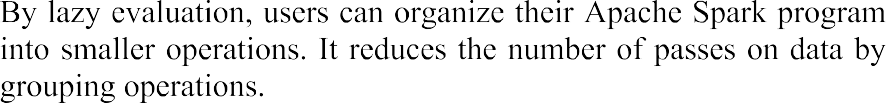 By lazy evaluation, users can organize their Apache Spark program
into smaller operations. It reduces the number of passes on data by
grouping operations.